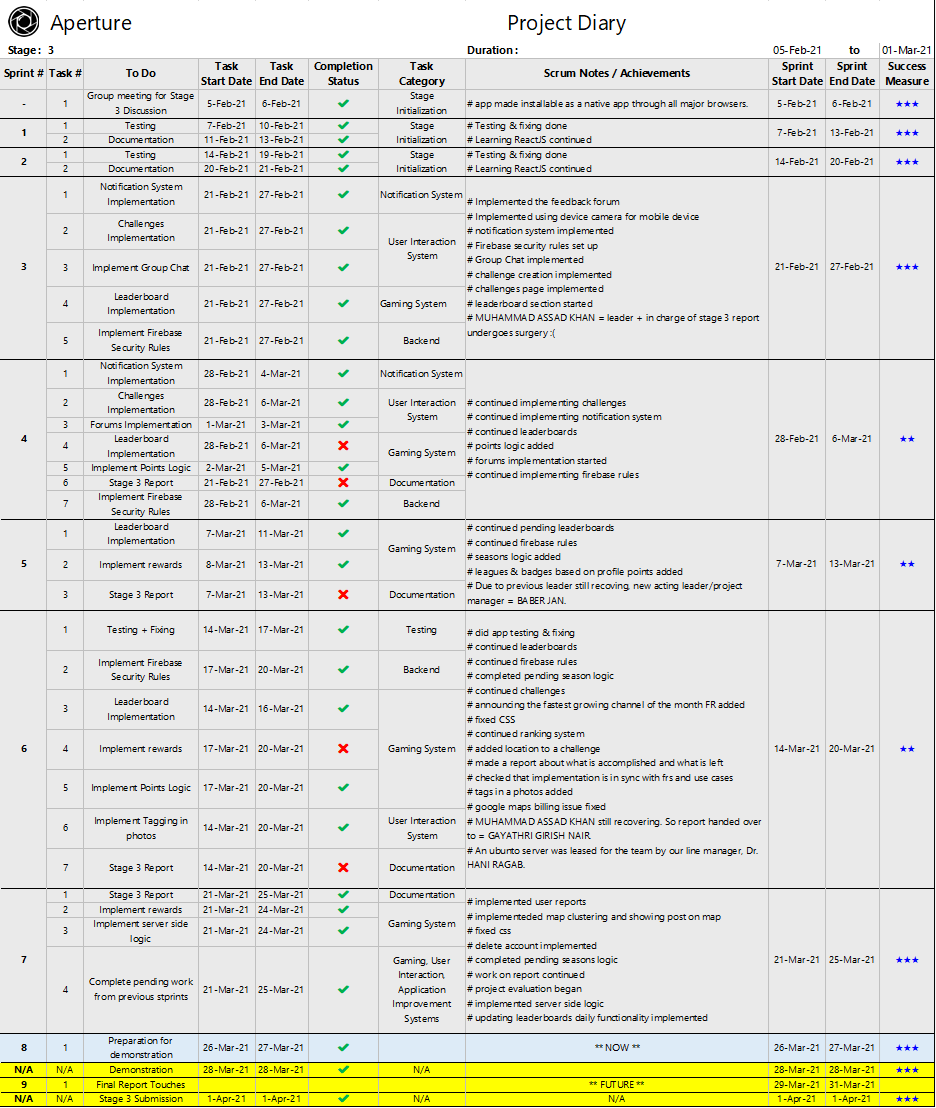 Aperture Project Diary
Stage: 3 Duration: 05-Feb-21 to 01-Mar-21
Sprint # Task # To Do Task Start Date Task End Date Completion Status Task Category Scrum Notes / Achievements Sprint Start Date Sprint End Date Success Measure
- 1 Group meeting for Stage 3 Discussion 5-Feb-21 6-Feb-21 ✔ Stage Initialization # app made installable as a native app through all major browsers. 5-Feb-21 6-Feb-21 ★★★
1 1 Testing 7-Feb-21 10-Feb-21 ✔ Stage Initialization # Testing & fixing done 7-Feb-21 13-Feb-21 ★★★
2 Documentation 11-Feb-21 13-Feb-21 ✔ # Learning ReactJS continued
2 1 Testing 14-Feb-21 19-Feb-21 ✔ Stage Initialization # Testing & fixing done 14-Feb-21 20-Feb-21 ★★★
2 Documentation 20-Feb-21 21-Feb-21 ✔ # Learning ReactJS continued
3
1 Notification System Implementation 21-Feb-21 27-Feb-21 ✔ Notification System
2 Challenges Implementation 21-Feb-21 27-Feb-21 ✔ User Interaction System
3 Implement Group Chat 21-Feb-21 27-Feb-21 ✔
4 Leaderboard Implementation 21-Feb-21 27-Feb-21 ✔ Gaming System
5 Implement Firebase Security Rules 21-Feb-21 27-Feb-21 ✔ Backend
# Implemented the feedback forum
# Implemented using device camera for mobile device
# notification system implemented
# Firebase security rules set up
# Group Chat implemented
# challenge creation implemented
# challenges page implemented
# leaderboard section started
# MUHAMMAD ASSAD KHAN = leader + in charge of stage 3 report
undergoes surgery :(
21-Feb-21 27-Feb-21 ★★★
4
1 Notification System Implementation 28-Feb-21 4-Mar-21 ✔ Notification System
2 Challenges Implementation 28-Feb-21 6-Mar-21 ✔ User Interaction System
3 Forums Implementation 1-Mar-21 3-Mar-21 ✔
4 Leaderboard Implementation 28-Feb-21 6-Mar-21 ✖ Gaming System
5 Implement Points Logic 2-Mar-21 5-Mar-21 ✔
6 Stage 3 Report 21-Feb-21 27-Feb-21 ✖ Documentation
7 Implement Firebase Security Rules 28-Feb-21 6-Mar-21 ✔ Backend
# continued implementing challenges
# continued implementing notification system
# continued leaderboards
# points logic added
# forums implementation started
# continued implementing firebase rules
28-Feb-21 6-Mar-21 ★★
5
1 Leaderboard Implementation 7-Mar-21 11-Mar-21 ✔ Gaming System
2 Implement rewards 8-Mar-21 13-Mar-21 ✔
3 Stage 3 Report 7-Mar-21 13-Mar-21 ✖ Documentation
# continued pending leaderboards
# continued firebase rules
# seasons logic added
# leagues & badges based on profile points added
# Due to previous leader still recoving, new acting leader/project
manager = BABER JAN.
7-Mar-21 13-Mar-21 ★★
6
1 Testing + Fixing 14-Mar-21 17-Mar-21 ✔ Testing
2 Implement Firebase Security Rules 17-Mar-21 20-Mar-21 ✔ Backend
3 Leaderboard Implementation 14-Mar-21 16-Mar-21 ✔ Gaming System
4 Implement rewards 17-Mar-21 20-Mar-21 ✖
5 Implement Points Logic 17-Mar-21 20-Mar-21 ✔
6 Implement Tagging in photos 14-Mar-21 20-Mar-21 ✔ User Interaction System
7 Stage 3 Report 14-Mar-21 20-Mar-21 ✖ Documentation
# did app testing & fixing
# continued leaderboards
# continued firebase rules
# completed pending season logic
# continued challenges
# announcing the fastest growing channel of the month FR added
# fixed CSS
# continued ranking system
# added location to a challenge
# made a report about what is accomplished and what is left
# checked that implementation is in sync with frs and use cases
# tags in a photos added
# google maps billing issue fixed
# MUHAMMAD ASSAD KHAN still recovering. So report handed over
to = GAYATHRI GIRISH NAIR.
# An ubunto server was leased for the team by our line manager, Dr.
HANI RAGAB.
14-Mar-21 20-Mar-21 ★★
7
1 Stage 3 Report 21-Mar-21 25-Mar-21 ✔ Documentation
2 Implement rewards 21-Mar-21 24-Mar-21 ✔ Gaming System
3 Implement server side logic 21-Mar-21 24-Mar-21 ✔
4 Complete pending work from previous stprints 21-Mar-21 25-Mar-21 ✔ Gaming, User Interaction, Application Improvement Systems
# implemented user reports
# implementeded map clustering and showing post on map
# fixed css
# delete account implemented
# completed pending seasons logic
# work on report continued
# project evaluation began
# implemented server side logic
# updating leaderboards daily functionality implemented
21-Mar-21 25-Mar-21 ★★★
8 1 Preparation for demonstration 26-Mar-21 27-Mar-21 ✔ ** NOW ** 26-Mar-21 27-Mar-21 ★★★
N/A N/A Demonstration 28-Mar-21 28-Mar-21 ✔ N/A 28-Mar-21 28-Mar-21 ★★★
9 1 Final Report Touches ** FUTURE ** 29-Mar-21 31-Mar-21
N/A N/A Stage 3 Submission 1-Apr-21 1-Apr-21 ✔ N/A N/A 1-Apr-21 1-Apr-21 ★★★